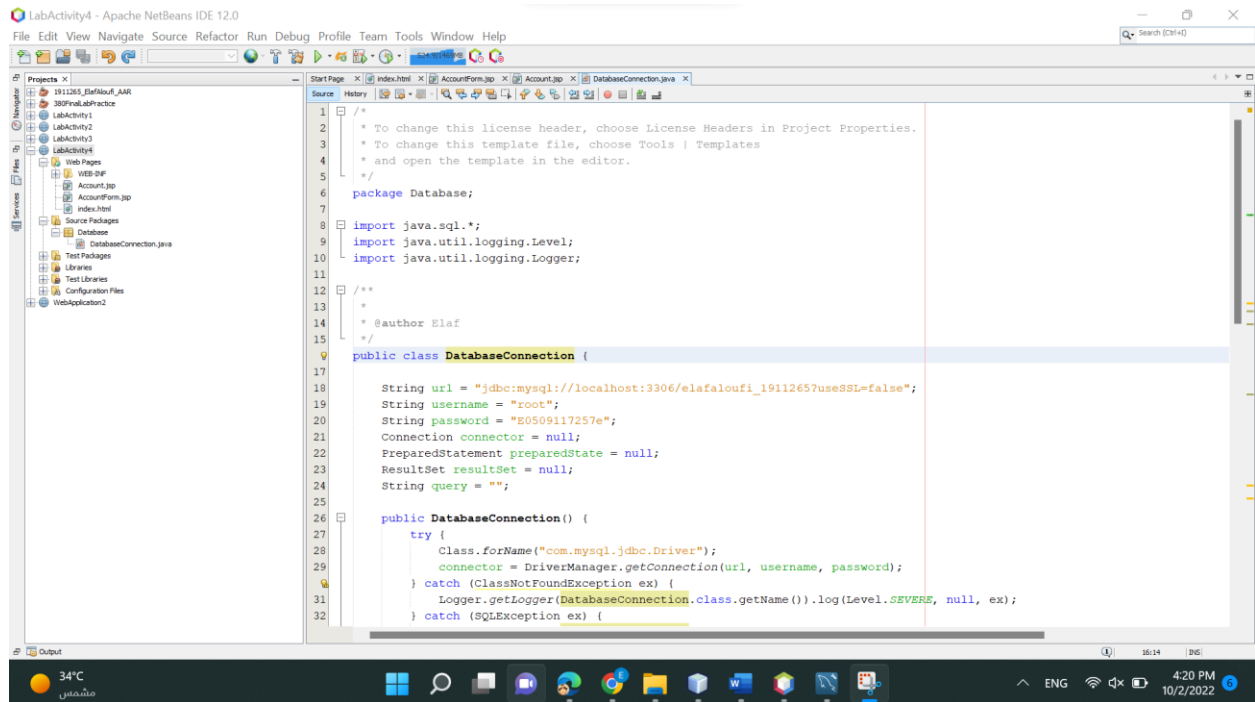 LabActivity4 - Apache NetBeans IDE 12.0
File Edit View Navigate Source Refactor Run Debug Profile Team Tools Window Help
Search (Ctrl+I)
Projects
Navigator
Files
Services
1911265_ElafAloufi_AAR
380FinalLabPractice
LabActivity1
LabActivity2
LabActivity3
LabActivity4
Web Pages
WEB-INF
Account.jsp
AccountForm.jsp
index.html
Source Packages
Database
DatabaseConnection.java
Test Packages
Libraries
Test Libraries
Configuration Files
WebApplication2
Start Page index.html AccountForm.jsp Account.jsp DatabaseConnection.java
Source History
1 /*
2 * To change this license header, choose License Headers in Project Properties.
3 * To change this template file, choose Tools | Templates
4 * and open the template in the editor.
5 */
6 package Database;
7
8 import java.sql.*;
9 import java.util.logging.Level;
10 import java.util.logging.Logger;
11
12 /**
13 *
14 * @author Elaf
15 */
public class DatabaseConnection {
17
18 String url = "jdbc:mysql://localhost:3306/elafaloufi_1911265?useSSL=false";
19 String username = "root";
20 String password = "E0509117257e";
21 Connection connector = null;
22 PreparedStatement preparedState = null;
23 ResultSet resultSet = null;
24 String query = "";
25
26 public DatabaseConnection() {
27 try {
28 Class.forName("com.mysql.jdbc.Driver");
29 connector = DriverManager.getConnection(url, username, password);
} catch (ClassNotFoundException ex) {
31 Logger.getLogger(DatabaseConnection.class.getName()).log(Level.SEVERE, null, ex);
32 } catch (SQLException ex) {
Output
16:14 INS
34°C
مشمس
ENG
4:20 PM
10/2/2022
6